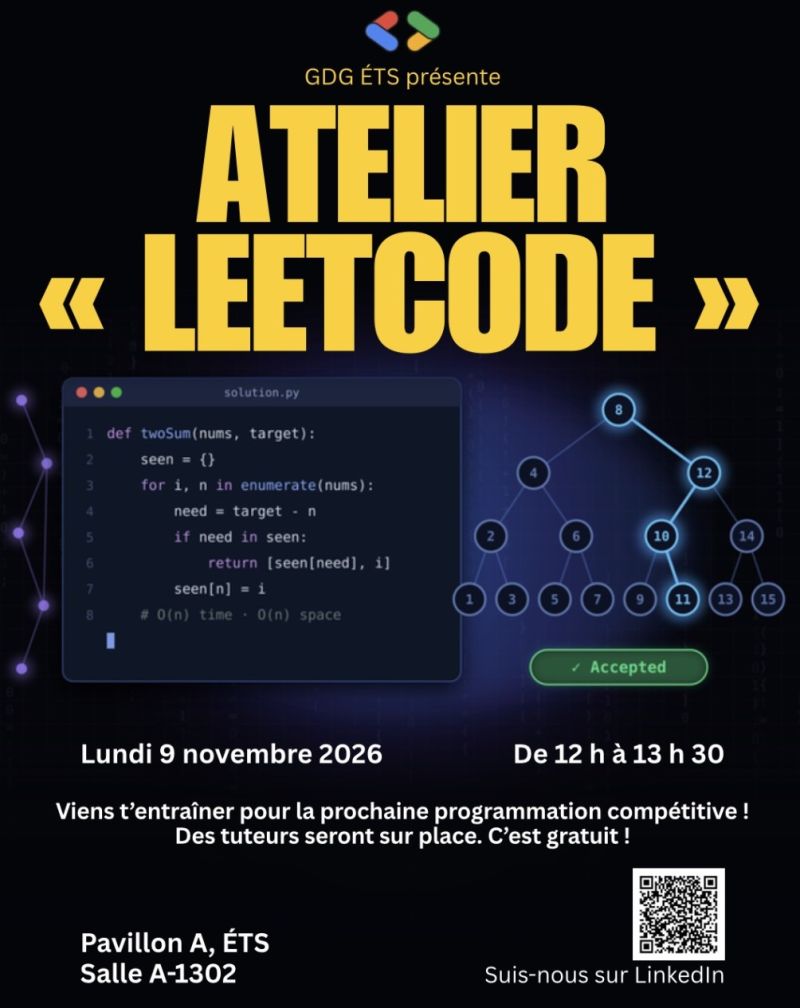 GDG ÉTS présente
ATELIER
« LEETCODE »
solution.py
1 def twoSum(nums, target):
2 seen = {}
3 for i, n in enumerate(nums):
4 need = target - n
5 if need in seen:
6 return [seen[need], i]
7 seen[n] = i
8 # O(n) time · O(n) space
8
4 12
2 6 10 14
1 3 5 7 9 11 13 15
✓ Accepted
Lundi 9 novembre 2026
De 12 h à 13 h 30
Viens t’entraîner pour la prochaine programmation compétitive !
Des tuteurs seront sur place. C’est gratuit !
Pavillon A, ÉTS
Salle A-1302
Suis-nous sur LinkedIn